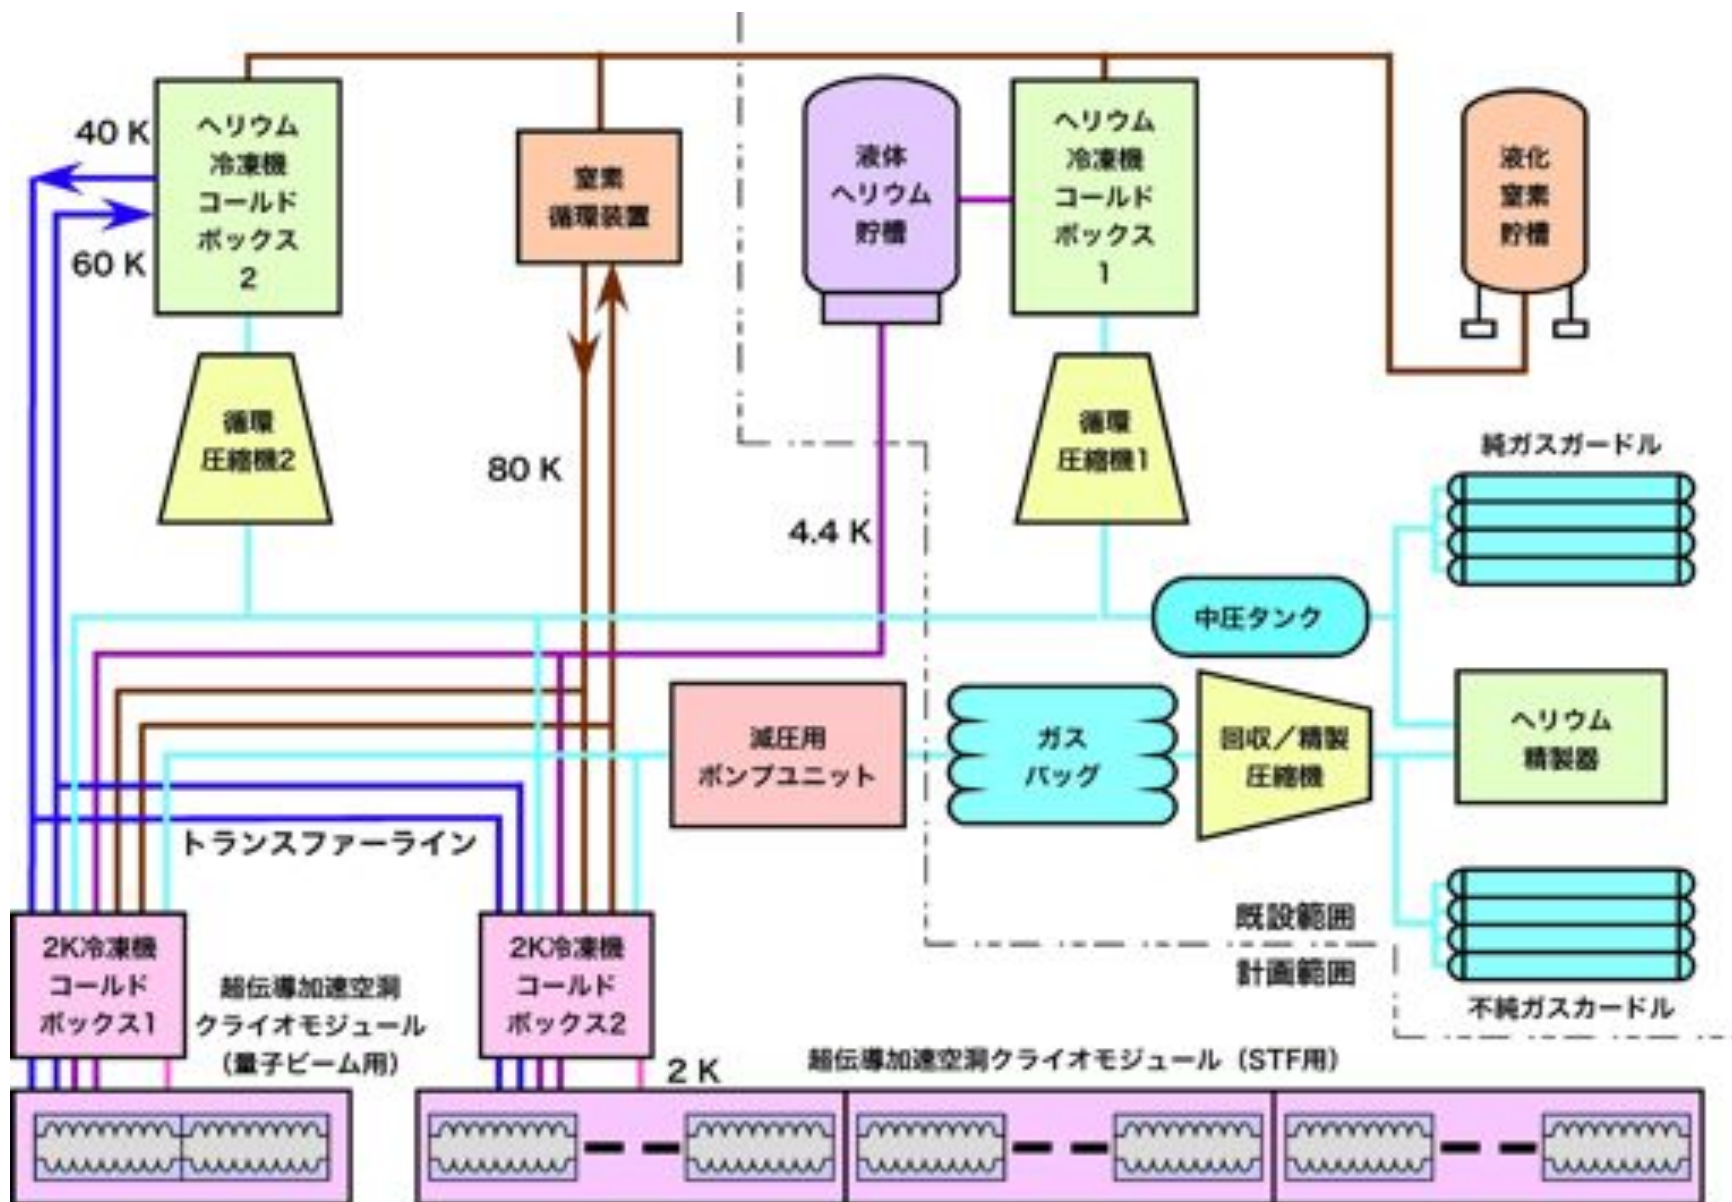 40 K
60 K
ヘリウム
冷凍機
コールド
ボックス
2
窒素
循環装置
液体
ヘリウム
貯槽
ヘリウム
冷凍機
コールド
ボックス
1
液化
窒素
貯槽
循環
圧縮機2
80 K
4.4 K
循環
圧縮機1
純ガスガードル
中圧タンク
減圧用
ポンプユニット
ガス
バッグ
回収／精製
圧縮機
ヘリウム
精製器
トランスファーライン
既設範囲
計画範囲
不純ガスカードル
2K冷凍機
コールド
ボックス1
超伝導加速空洞
クライオモジュール
（量子ビーム用）
2K冷凍機
コールド
ボックス2
2 K
超伝導加速空洞クライオモジュール（STF用）